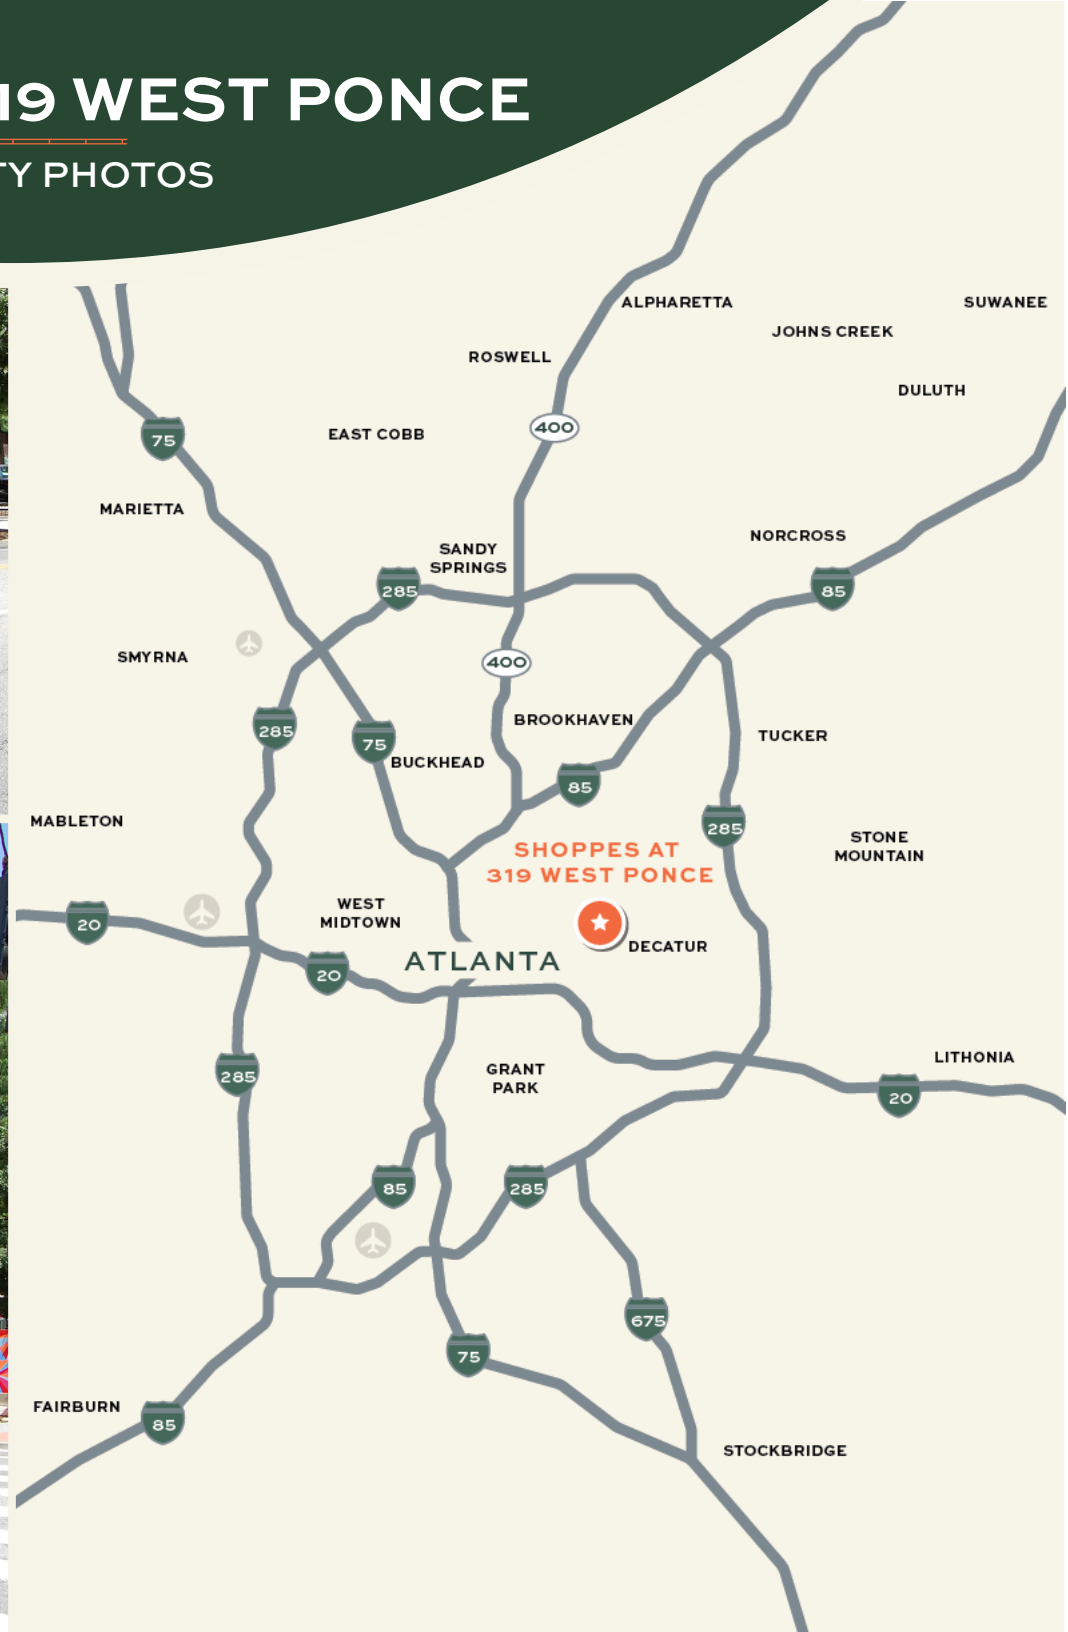 19 WEST PONCE
TY PHOTOS
ALPHARETTA
SUWANEE
JOHNS CREEK
ROSWELL
DULUTH
400
EAST COBB
75
MARIETTA
NORCROSS
SANDY
SPRINGS
285
85
SMYRNA
400
BROOKHAVEN
285
75
TUCKER
BUCKHEAD
85
MABLETON
285
STONE
MOUNTAIN
SHOPPES AT
319 WEST PONCE
WEST
MIDTOWN
20
DECATUR
ATLANTA
20
LITHONIA
GRANT
PARK
285
20
85
285
675
75
FAIRBURN
85
STOCKBRIDGE